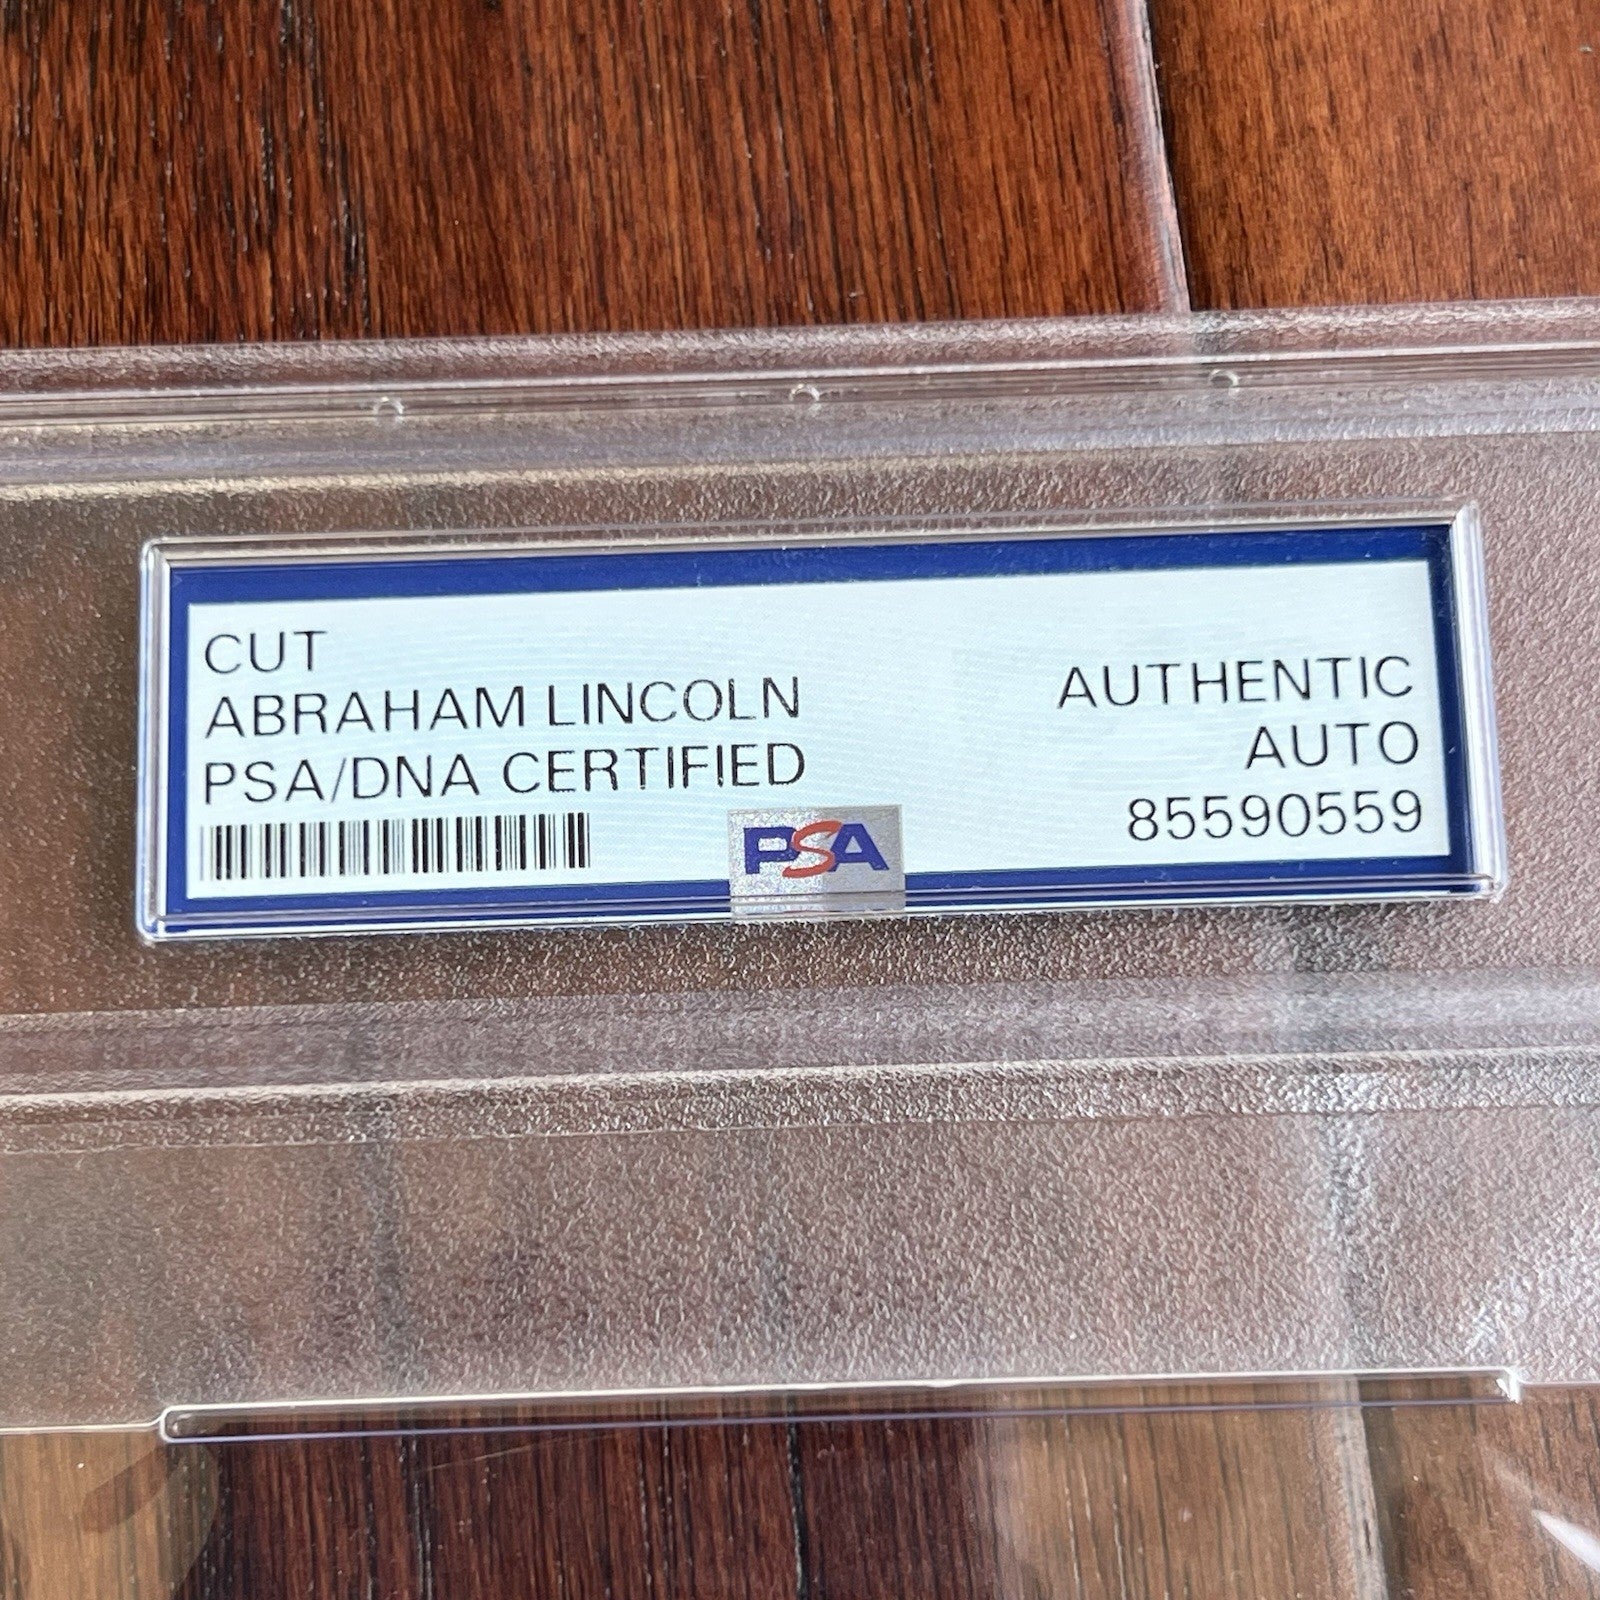 CUT
ABRAHAM LINCOLN
PSA/DNA CERTIFIED
AUTHENTIC
AUTO
85590559
PSA